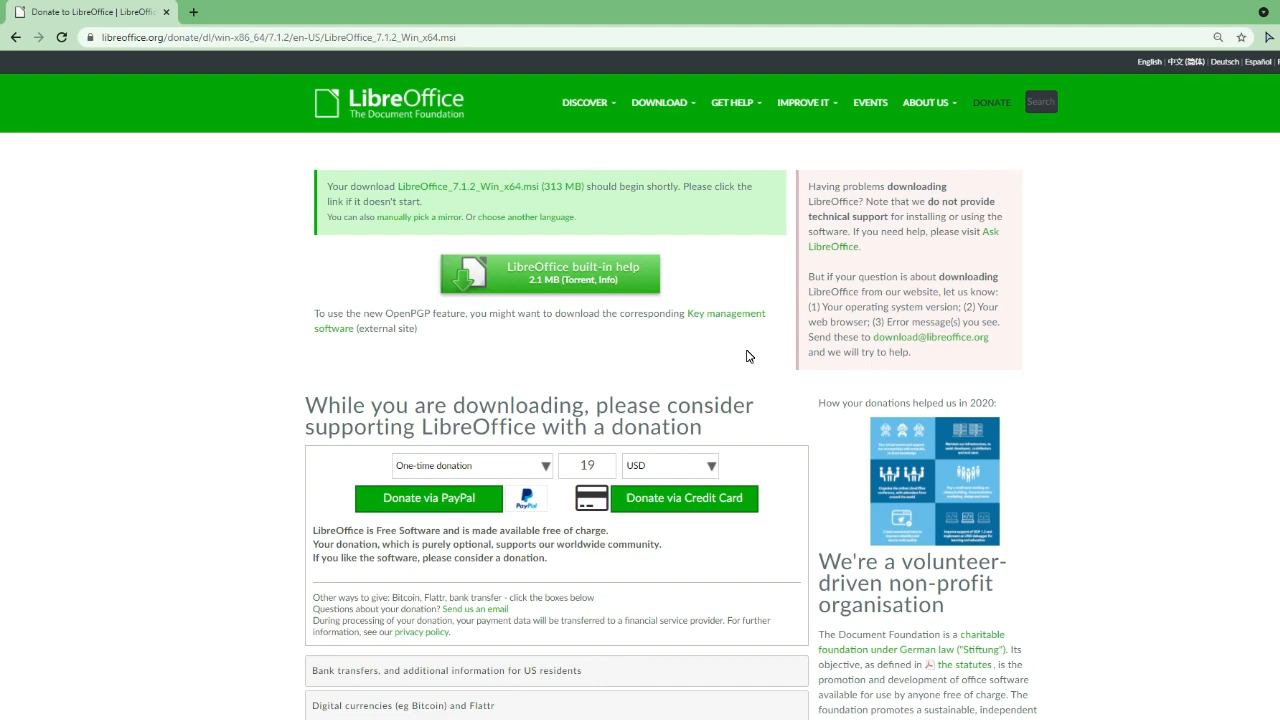 Donate to LibreOffice | LibreOffic
libreoffice.org/donate/dl/win-x86_64/7.1.2/en-US/LibreOffice_7.1.2_Win_x64.msi
English | 中文 (简体) | Deutsch | Español |
LibreOffice
The Document Foundation
DISCOVER DOWNLOAD GET HELP IMPROVE IT EVENTS ABOUT US DONATE Search
Your download LibreOffice_7.1.2_Win_x64.msi (313 MB) should begin shortly. Please click the
link if it doesn't start.
You can also manually pick a mirror. Or choose another language.
LibreOffice built-in help
2.1 MB (Torrent, Info)
To use the new OpenPGP feature, you might want to download the corresponding Key management
software (external site)
Having problems downloading
LibreOffice? Note that we do not provide
technical support for installing or using the
software. If you need help, please visit Ask
LibreOffice.
But if your question is about downloading
LibreOffice from our website, let us know:
(1) Your operating system version; (2) Your
web browser; (3) Error message(s) you see.
Send these to download@libreoffice.org
and we will try to help.
While you are downloading, please consider
supporting LibreOffice with a donation
One-time donation 19 USD
Donate via PayPal PayPal Donate via Credit Card
LibreOffice is Free Software and is made available free of charge.
Your donation, which is purely optional, supports our worldwide community.
If you like the software, please consider a donation.
Other ways to give: Bitcoin, Flattr, bank transfer - click the boxes below
Questions about your donation? Send us an email
During processing of your donation, your payment data will be transferred to a financial service provider. For further
information, see our privacy policy.
Bank transfers, and additional information for US residents
Digital currencies (eg Bitcoin) and Flattr
How your donations helped us in 2020:
We're a volunteer-
driven non-profit
organisation
The Document Foundation is a charitable
foundation under German law ("Stiftung"). Its
objective, as defined in the statutes, is the
promotion and development of office software
available for use by anyone free of charge. The
foundation promotes a sustainable, independent